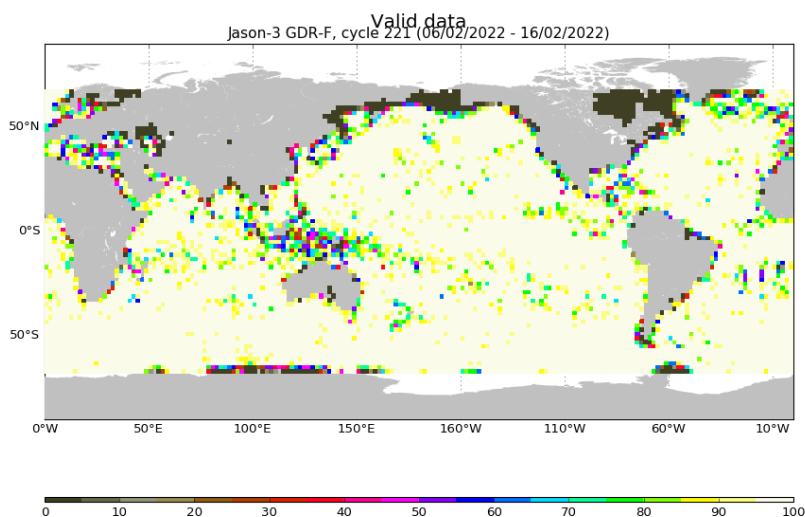 Valid data
Jason-3 GDR-F, cycle 221 (06/02/2022 - 16/02/2022)
50°N
0°S
50°S
0°W 50°E 100°E 150°E 160°W 110°W 60°W 10°W
0 10 20 30 40 50 60 70 80 90 100